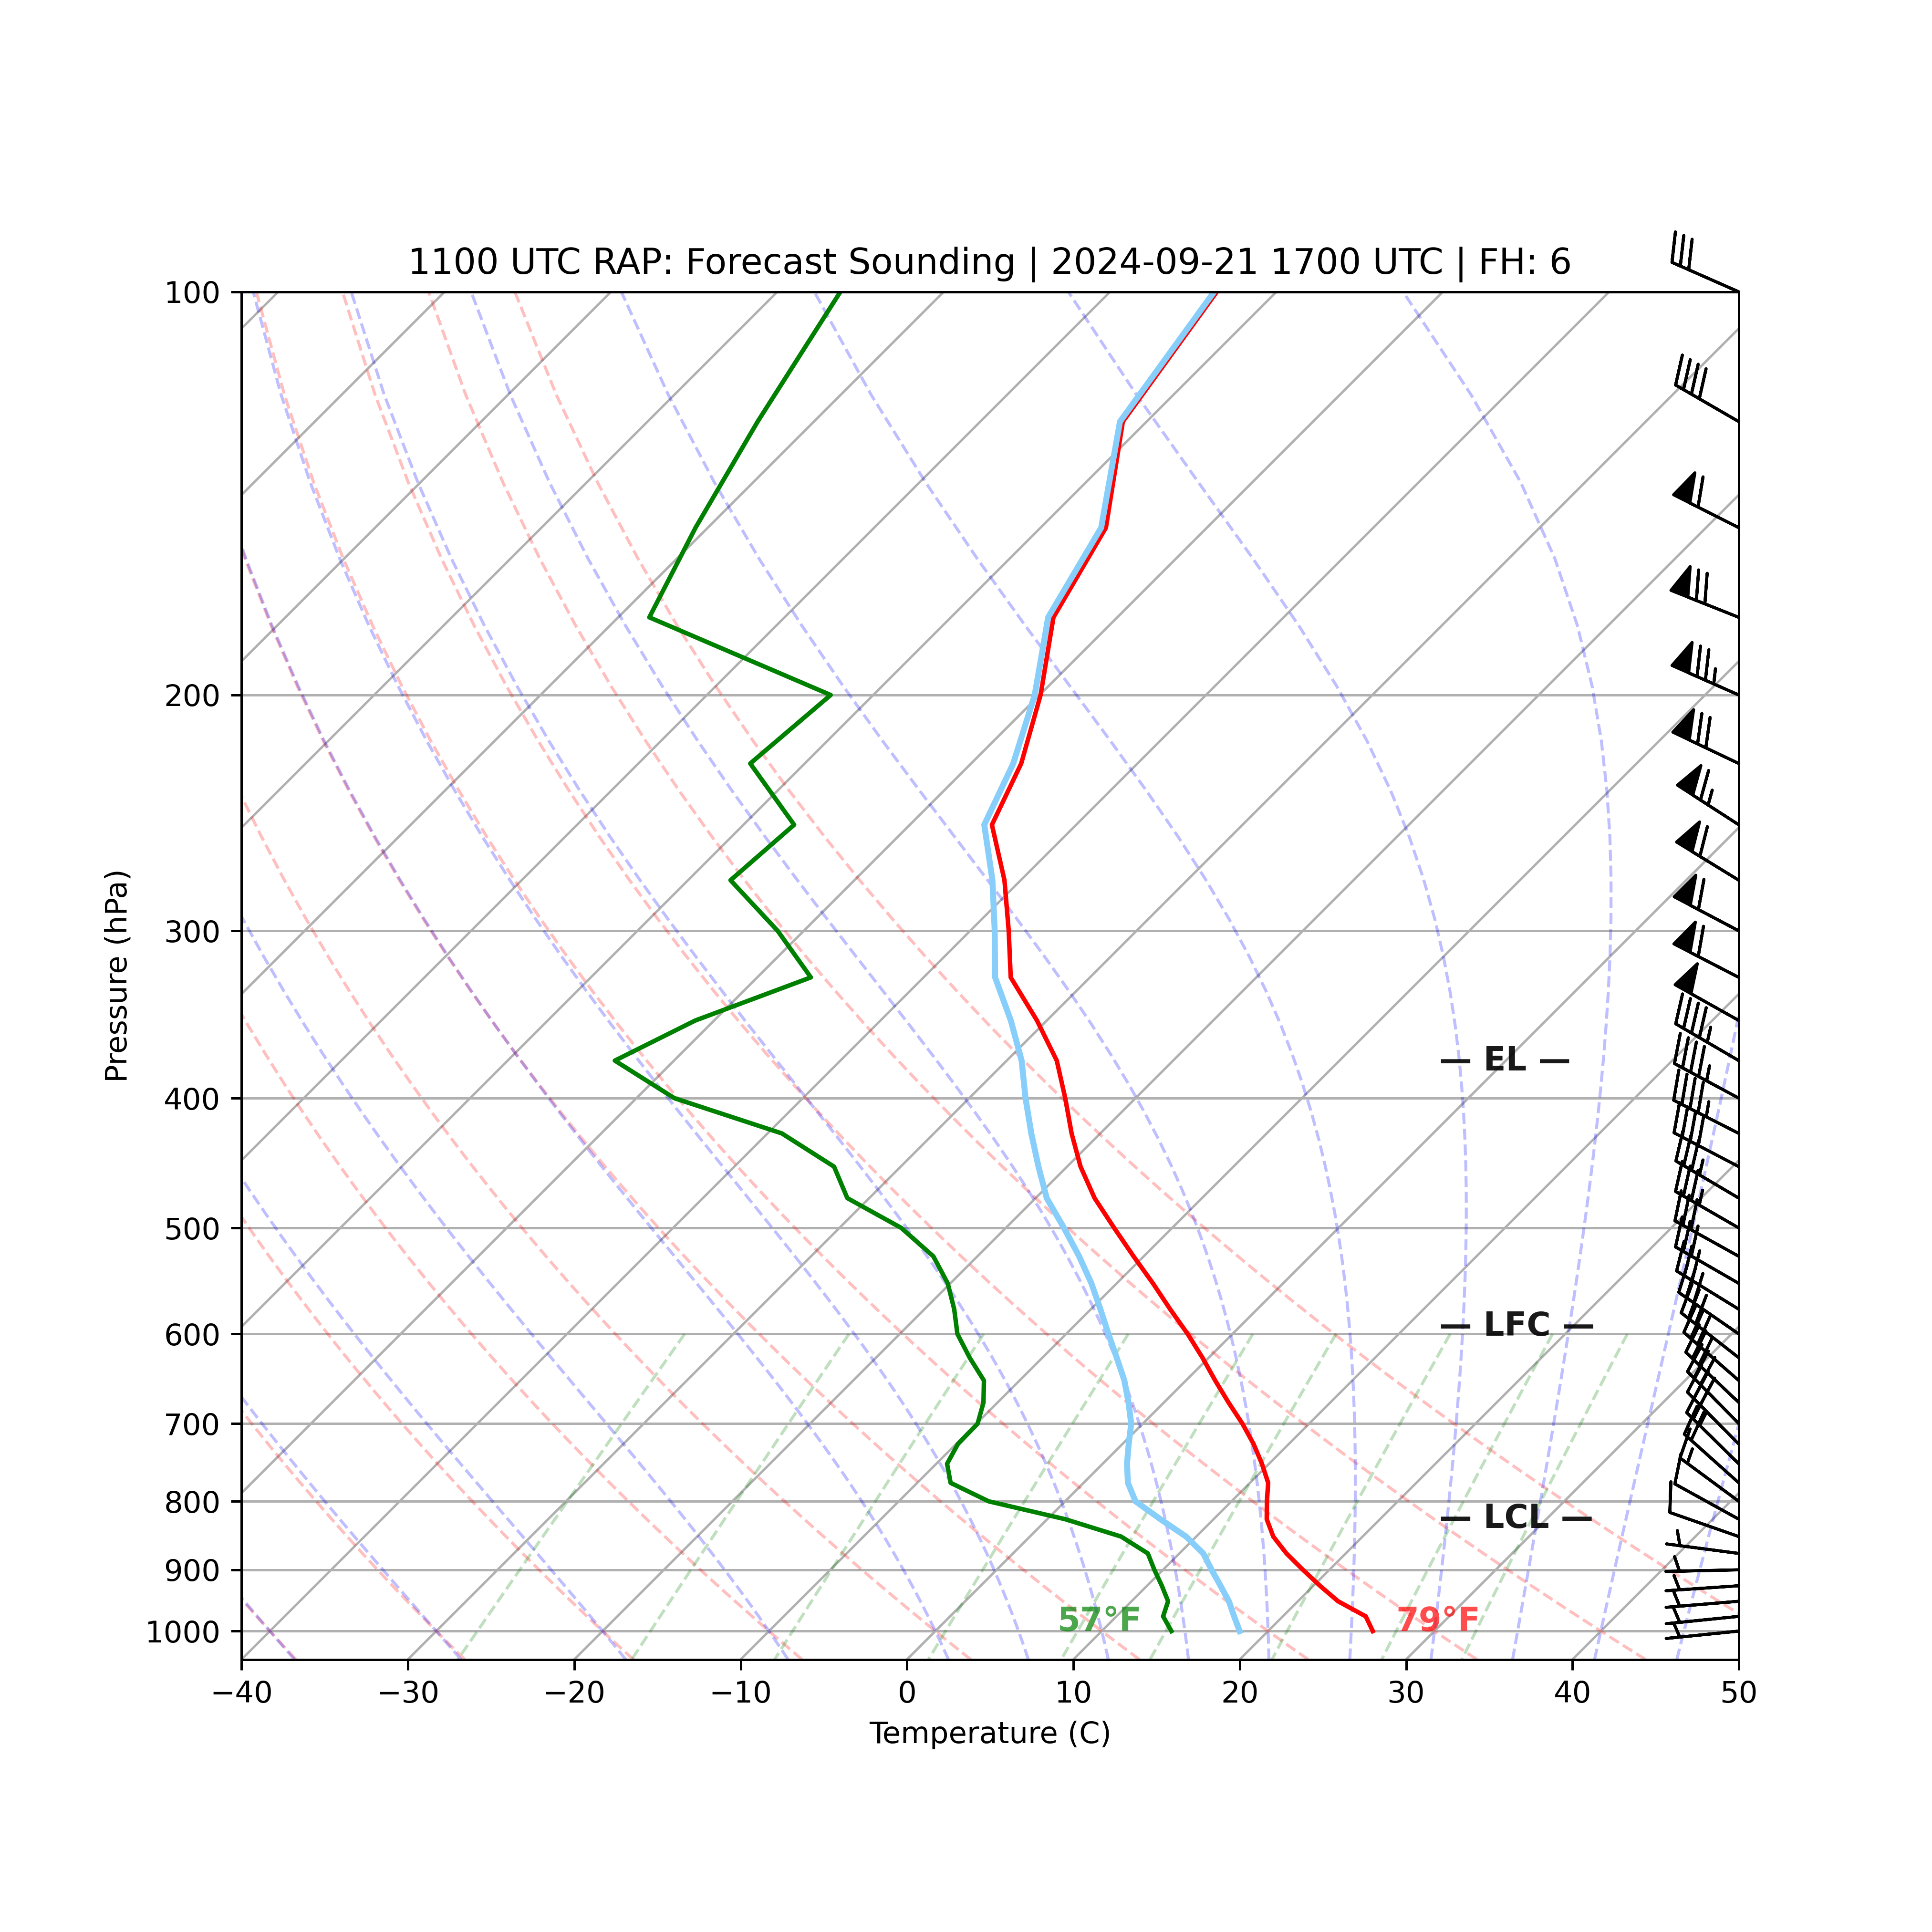 1100 UTC RAP: Forecast Sounding | 2024-09-21 1700 UTC | FH: 6
100
200
300
— EL —
400
500
— LFC —
600
700
800
— LCL —
900
57°F 79°F
1000
−40 −30 −20 −10 0 10 20 30 40 50
Temperature (C)
Pressure (hPa)